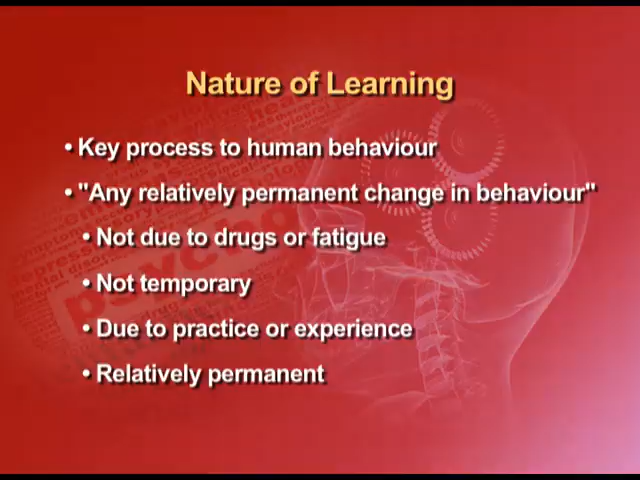 Nature of Learning
• Key process to human behaviour
• "Any relatively permanent change in behaviour"
• Not due to drugs or fatigue
• Not temporary
• Due to practice or experience
• Relatively permanent